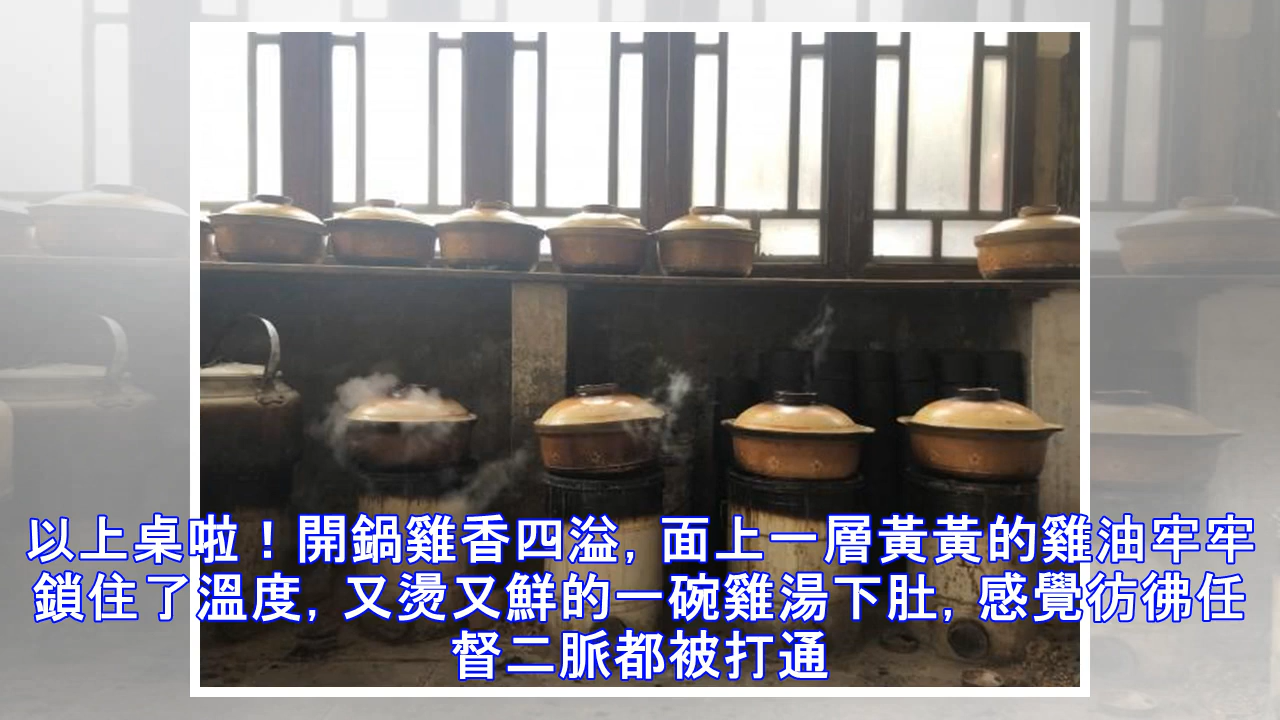 以上桌啦！開鍋雞香四溢, 面上一層黃黃的雞油牢牢
鎖住了溫度, 又燙又鮮的一碗雞湯下肚, 感覺彷彿任
督二脈都被打通